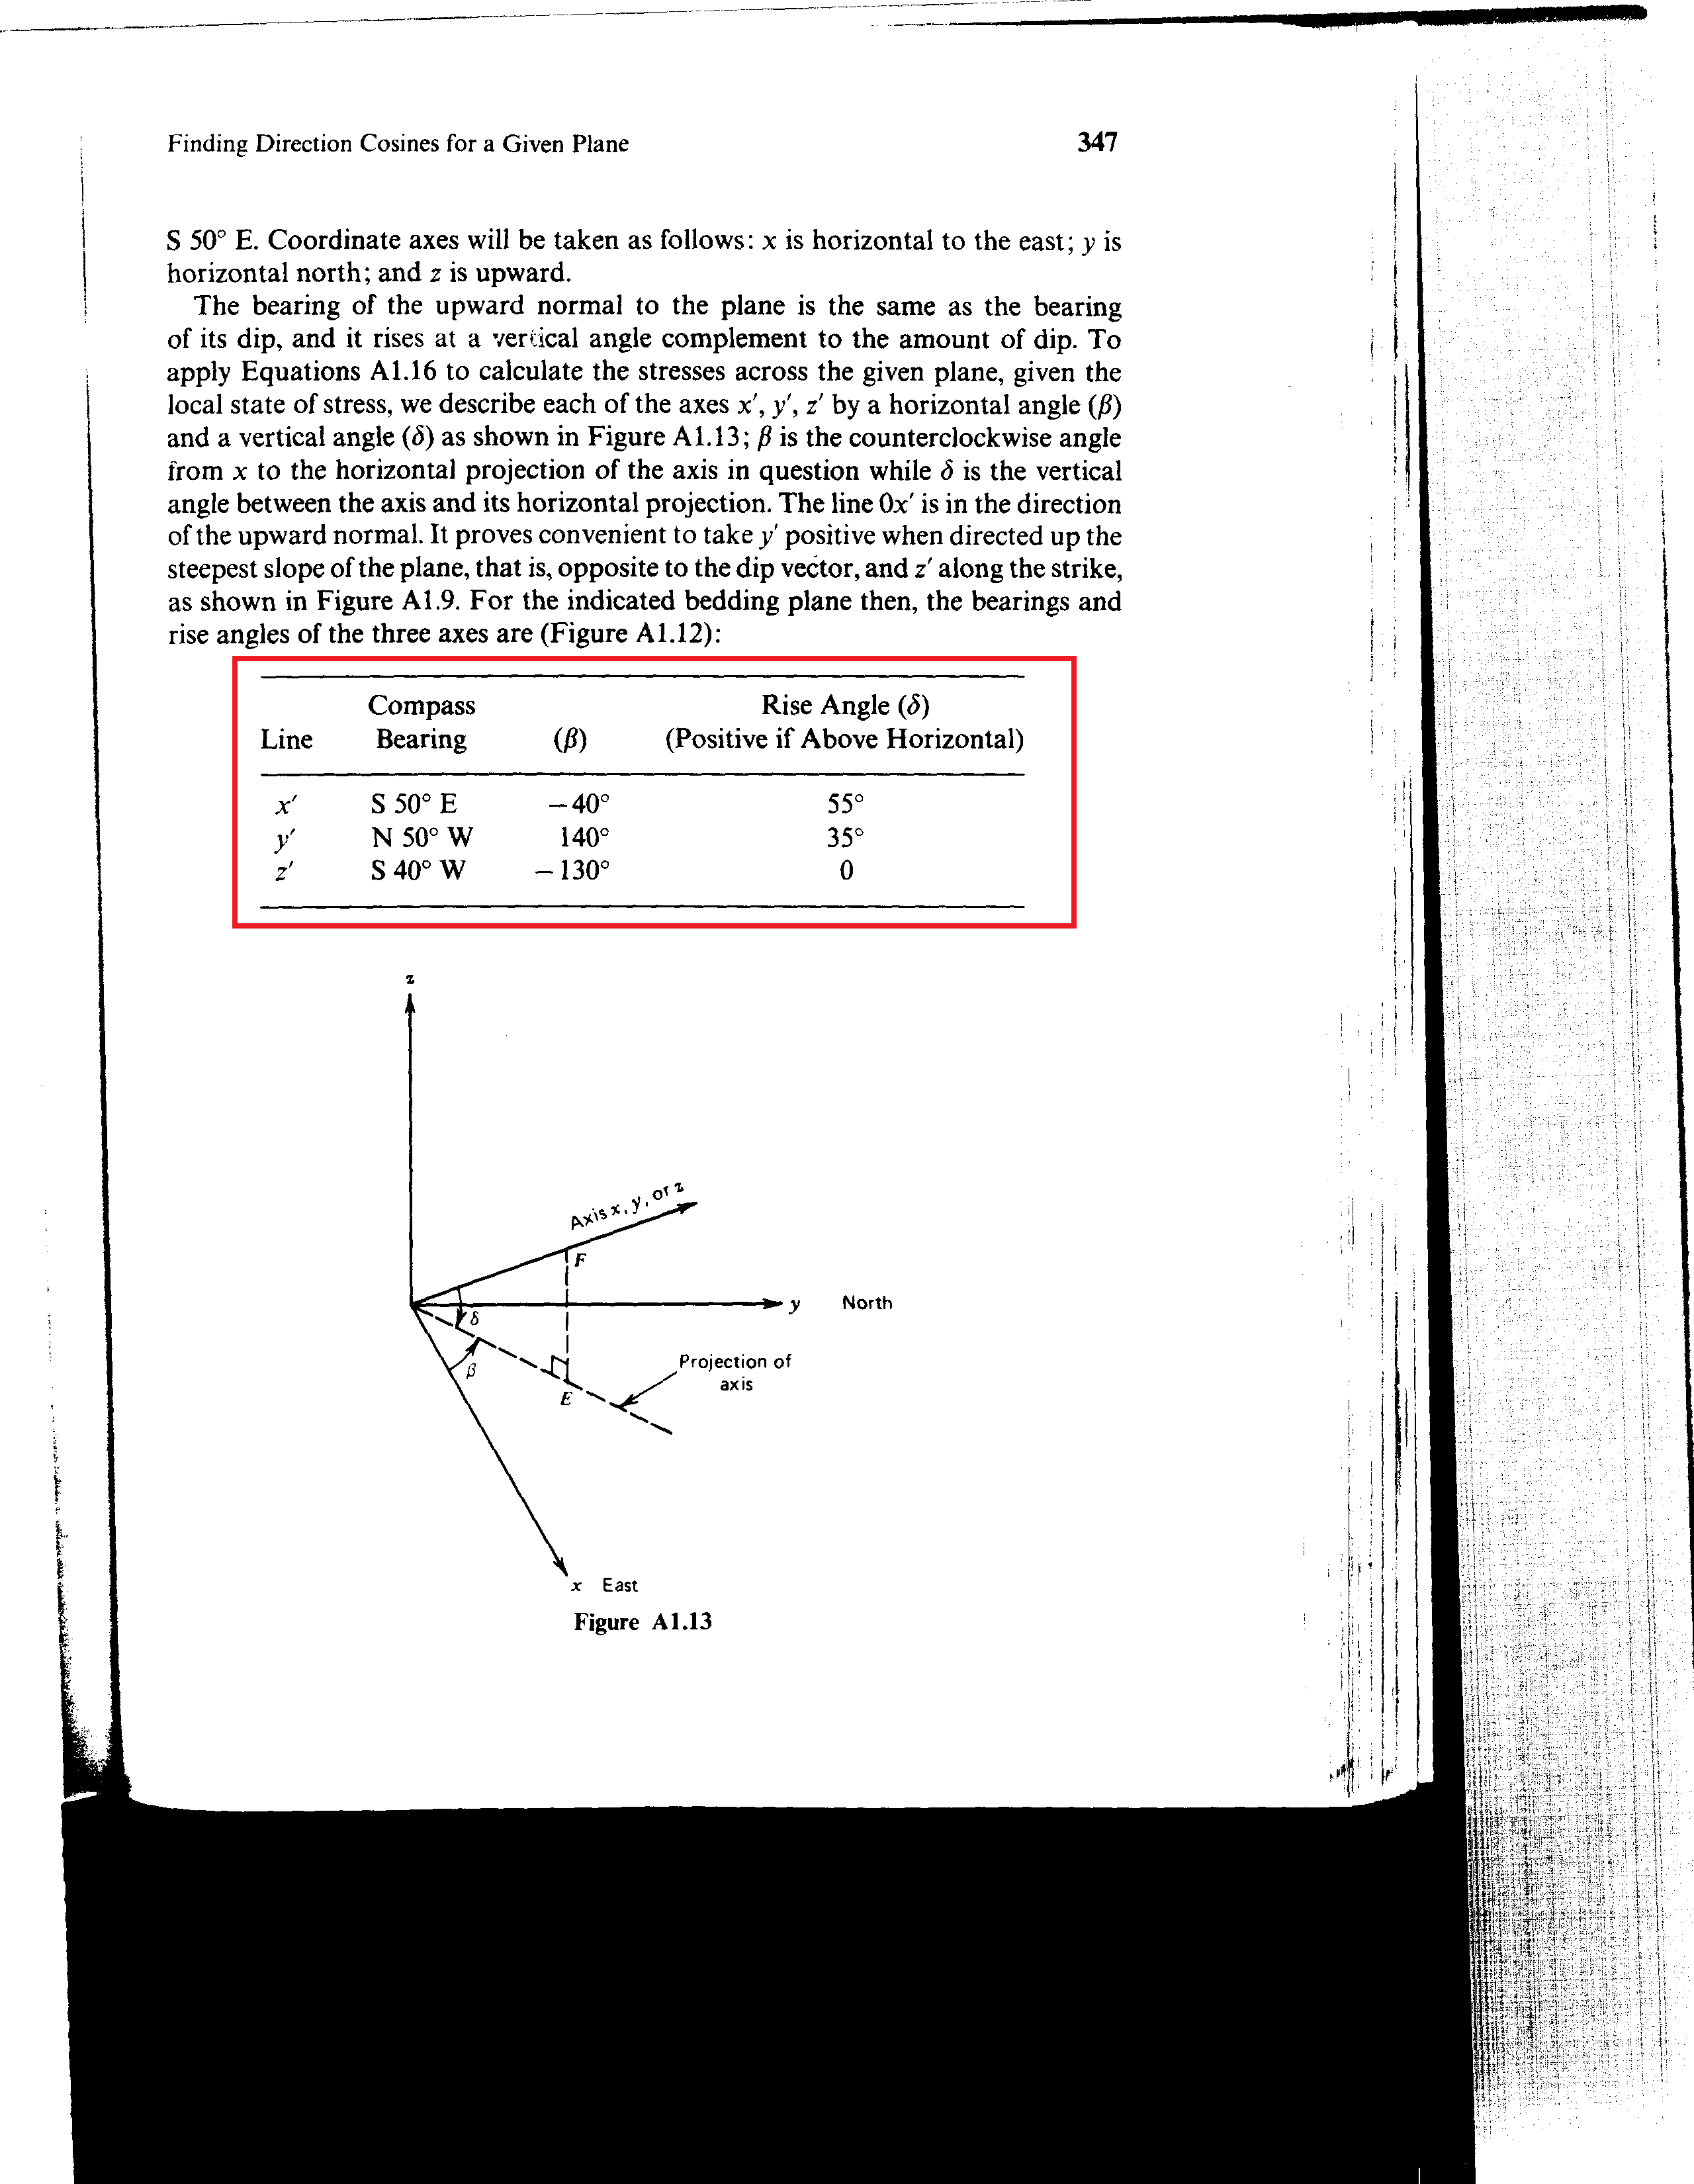 Finding Direction Cosines for a Given Plane 347
S 50° E. Coordinate axes will be taken as follows: x is horizontal to the east; y is
horizontal north; and z is upward.
The bearing of the upward normal to the plane is the same as the bearing
of its dip, and it rises at a vertical angle complement to the amount of dip. To
apply Equations A1.16 to calculate the stresses across the given plane, given the
local state of stress, we describe each of the axes x′, y′, z′ by a horizontal angle (β)
and a vertical angle (δ) as shown in Figure A1.13; β is the counterclockwise angle
from x to the horizontal projection of the axis in question while δ is the vertical
angle between the axis and its horizontal projection. The line 0x′ is in the direction
of the upward normal. It proves convenient to take y′ positive when directed up the
steepest slope of the plane, that is, opposite to the dip vector, and z′ along the strike,
as shown in Figure A1.9. For the indicated bedding plane then, the bearings and
rise angles of the three axes are (Figure A1.12):
Compass Rise Angle (δ)
Line Bearing (β) (Positive if Above Horizontal)
x′ S 50° E −40° 55°
y′ N 50° W 140° 35°
z′ S 40° W −130° 0
z
Axis x, y, or z
F
y North
δ
β
Projection of
axis
E
x East
Figure A1.13